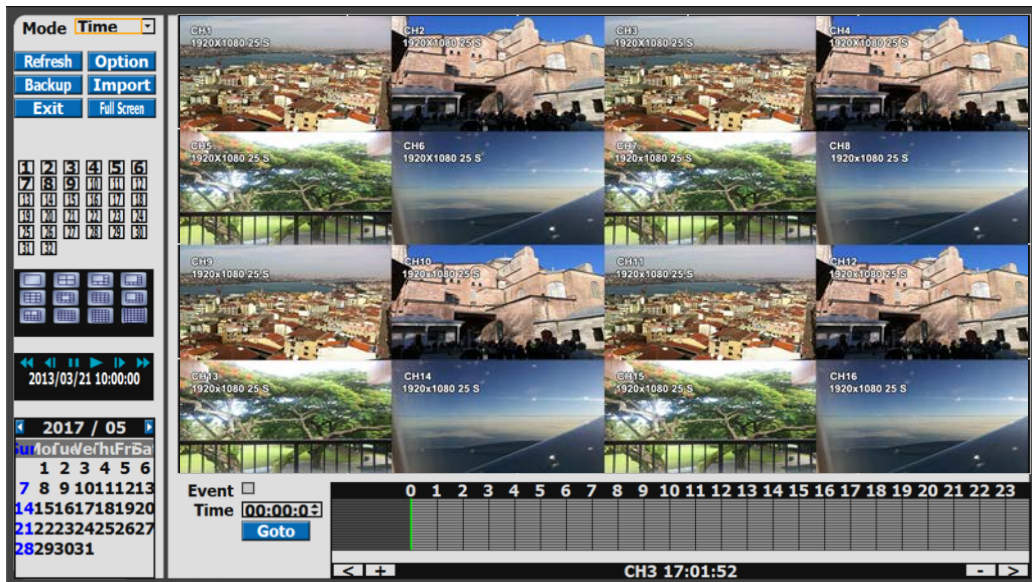 Mode Time
Refresh Option
Backup Import
Exit Full Screen
1 2 3 4 5 6
7 8 9 10 11 12
13 14 15 16 17 18
19 20 21 22 23 24
25 26 27 28 29 30
31 32
2013/03/21 10:00:00
2017 / 05
Sun Mon Tue Wed Thu Fri Sat
1 2 3 4 5 6
7 8 9 10 11 12 13
14 15 16 17 18 19 20
21 22 23 24 25 26 27
28 29 30 31
CH1
1920X1080 25 S
CH2
1920X1080 25 S
CH3
1920X1080 25 S
CH4
1920X1080 25 S
CH5
1920X1080 25 S
CH6
1920X1080 25 S
CH7
1920X1080 25 S
CH8
1920X1080 25 S
CH9
1920x1080 25 S
CH10
1920x1080 25 S
CH11
1920x1080 25 S
CH12
1920x1080 25 S
CH13
1920x1080 25 S
CH14
1920x1080 25 S
CH15
1920x1080 25 S
CH16
1920x1080 25 S
Event
Time 00:00:0
Goto
0 1 2 3 4 5 6 7 8 9 10 11 12 13 14 15 16 17 18 19 20 21 22 23
< + CH3 17:01:52 - >